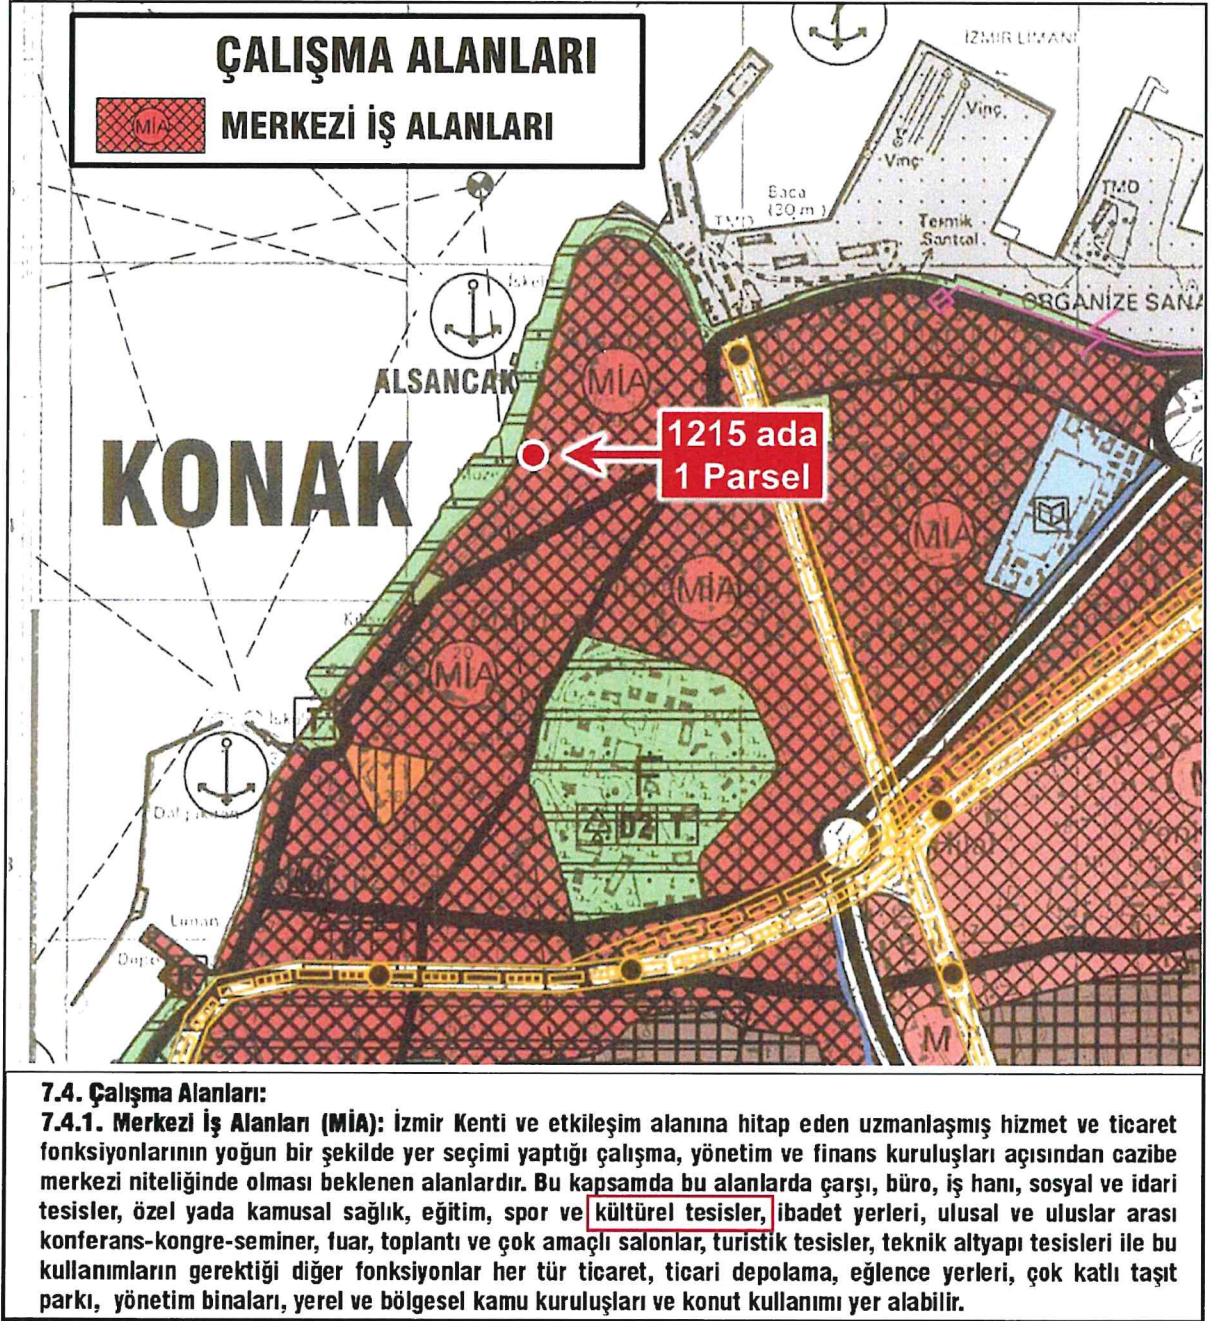 ÇALIŞMA ALANLARI
MİA MERKEZİ İŞ ALANLARI
İZMİR LİMANI
Vinç
Vinç
Baca
(30 m.)
TMO
TMO
Termik
Santral
ORGANİZE SANA
İskel
ALSANCAK
MİA
KONAK
1215 ada
1 Parsel
MİA
MİA
MİA
T
F
D2 T
Liman
M
7.4. Çalışma Alanları:
7.4.1. Merkezi İş Alanları (MİA): İzmir Kenti ve etkileşim alanına hitap eden uzmanlaşmış hizmet ve ticaret
fonksiyonlarının yoğun bir şekilde yer seçimi yaptığı çalışma, yönetim ve finans kuruluşları açısından cazibe
merkezi niteliğinde olması beklenen alanlardır. Bu kapsamda bu alanlarda çarşı, büro, iş hanı, sosyal ve idari
tesisler, özel yada kamusal sağlık, eğitim, spor ve kültürel tesisler, ibadet yerleri, ulusal ve uluslar arası
konferans-kongre-seminer, fuar, toplantı ve çok amaçlı salonlar, turistik tesisler, teknik altyapı tesisleri ile bu
kullanımların gerektiği diğer fonksiyonlar her tür ticaret, ticari depolama, eğlence yerleri, çok katlı taşıt
parkı, yönetim binaları, yerel ve bölgesel kamu kuruluşları ve konut kullanımı yer alabilir.